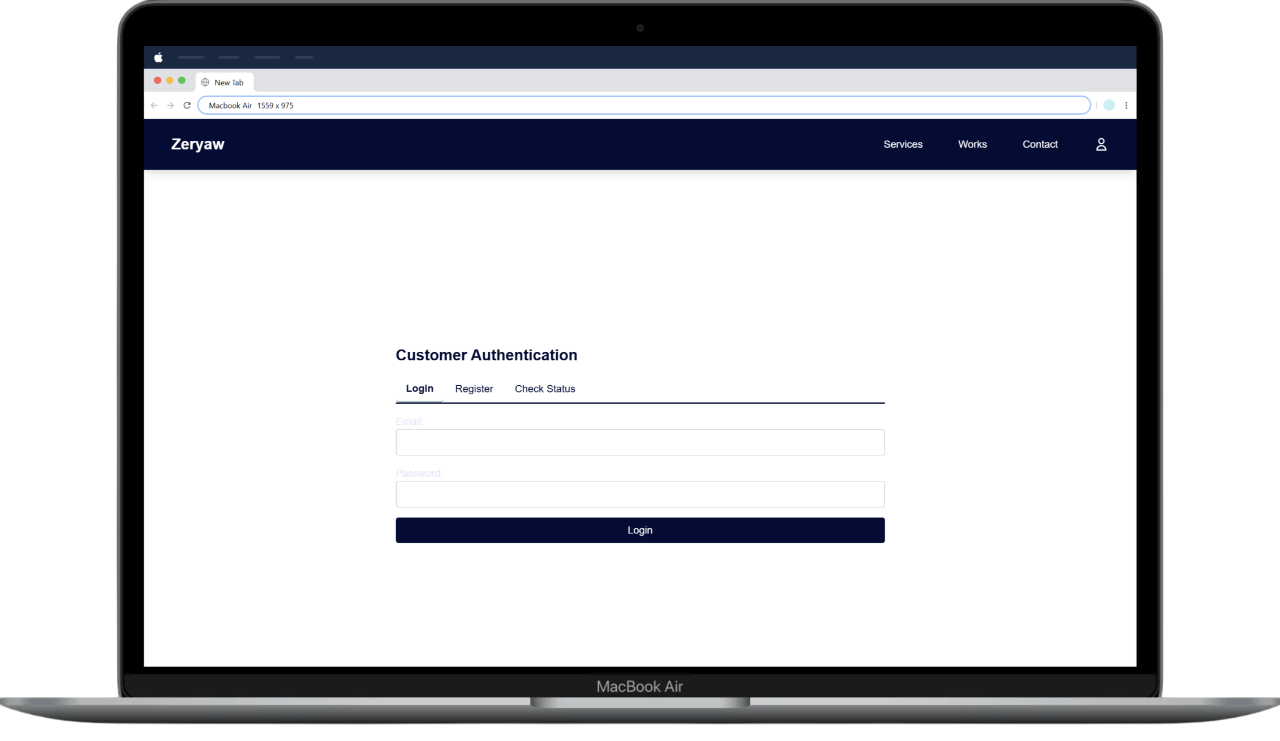 New Tab
Macbook Air 1559 x 975
Zeryaw
Services
Works
Contact
Customer Authentication
Login
Register
Check Status
Email:
Password:
Login
MacBook Air